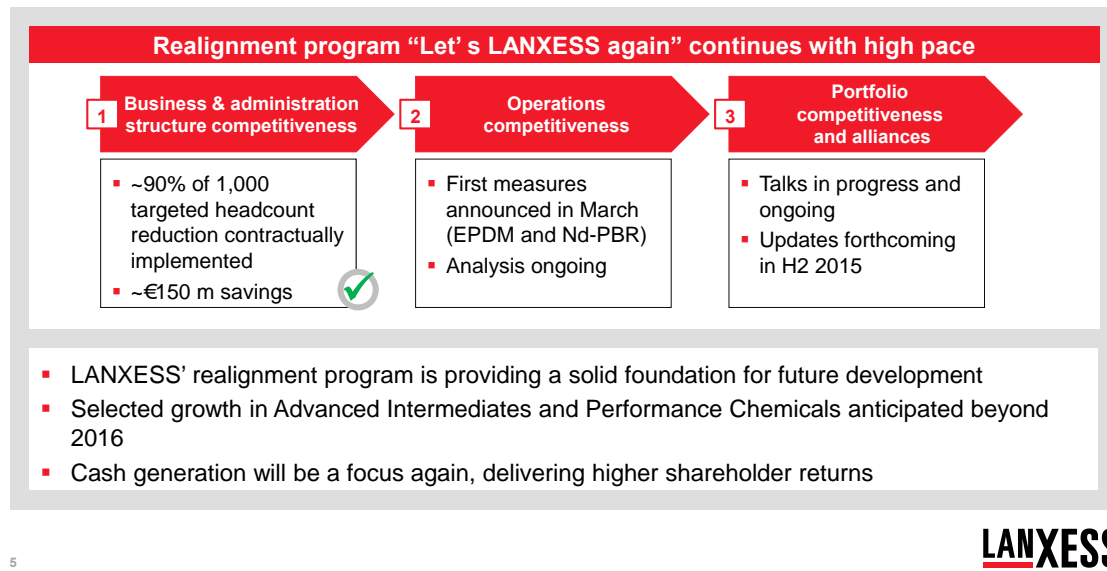 Realignment program “Let’ s LANXESS again” continues with high pace
1
Business & administration
structure competitiveness
▪ ~90% of 1,000
targeted headcount
reduction contractually
implemented
▪ ~€150 m savings
2
Operations
competitiveness
▪ First measures
announced in March
(EPDM and Nd-PBR)
▪ Analysis ongoing
3
Portfolio
competitiveness
and alliances
▪ Talks in progress and
ongoing
▪ Updates forthcoming
in H2 2015
▪ LANXESS’ realignment program is providing a solid foundation for future development
▪ Selected growth in Advanced Intermediates and Performance Chemicals anticipated beyond
2016
▪ Cash generation will be a focus again, delivering higher shareholder returns
5
LANXESS